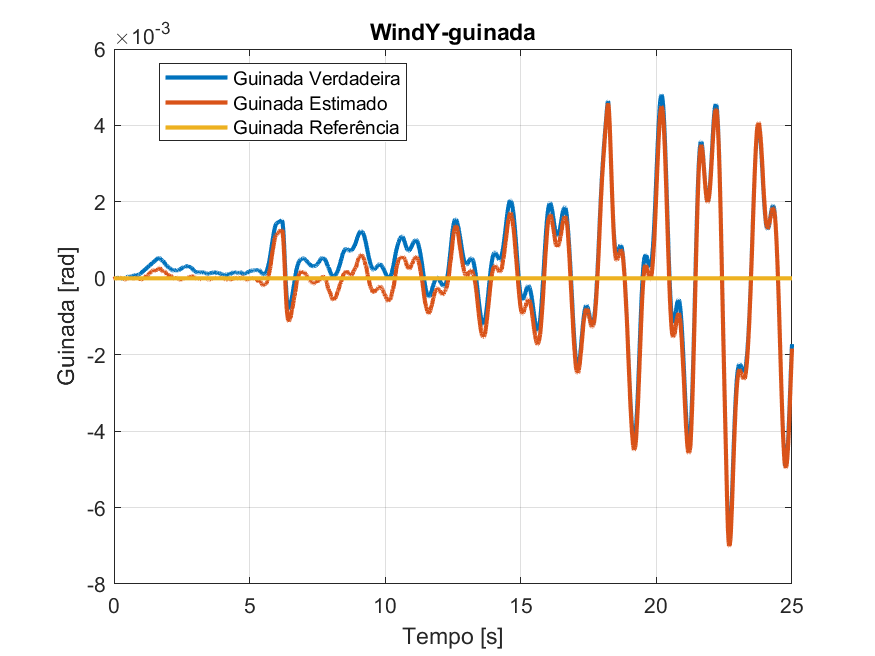 WindY-guinada
×10⁻³
6
4
2
0
-2
-4
-6
-8
Guinada [rad]
Guinada Verdadeira
Guinada Estimado
Guinada Referência
0 5 10 15 20 25
Tempo [s]